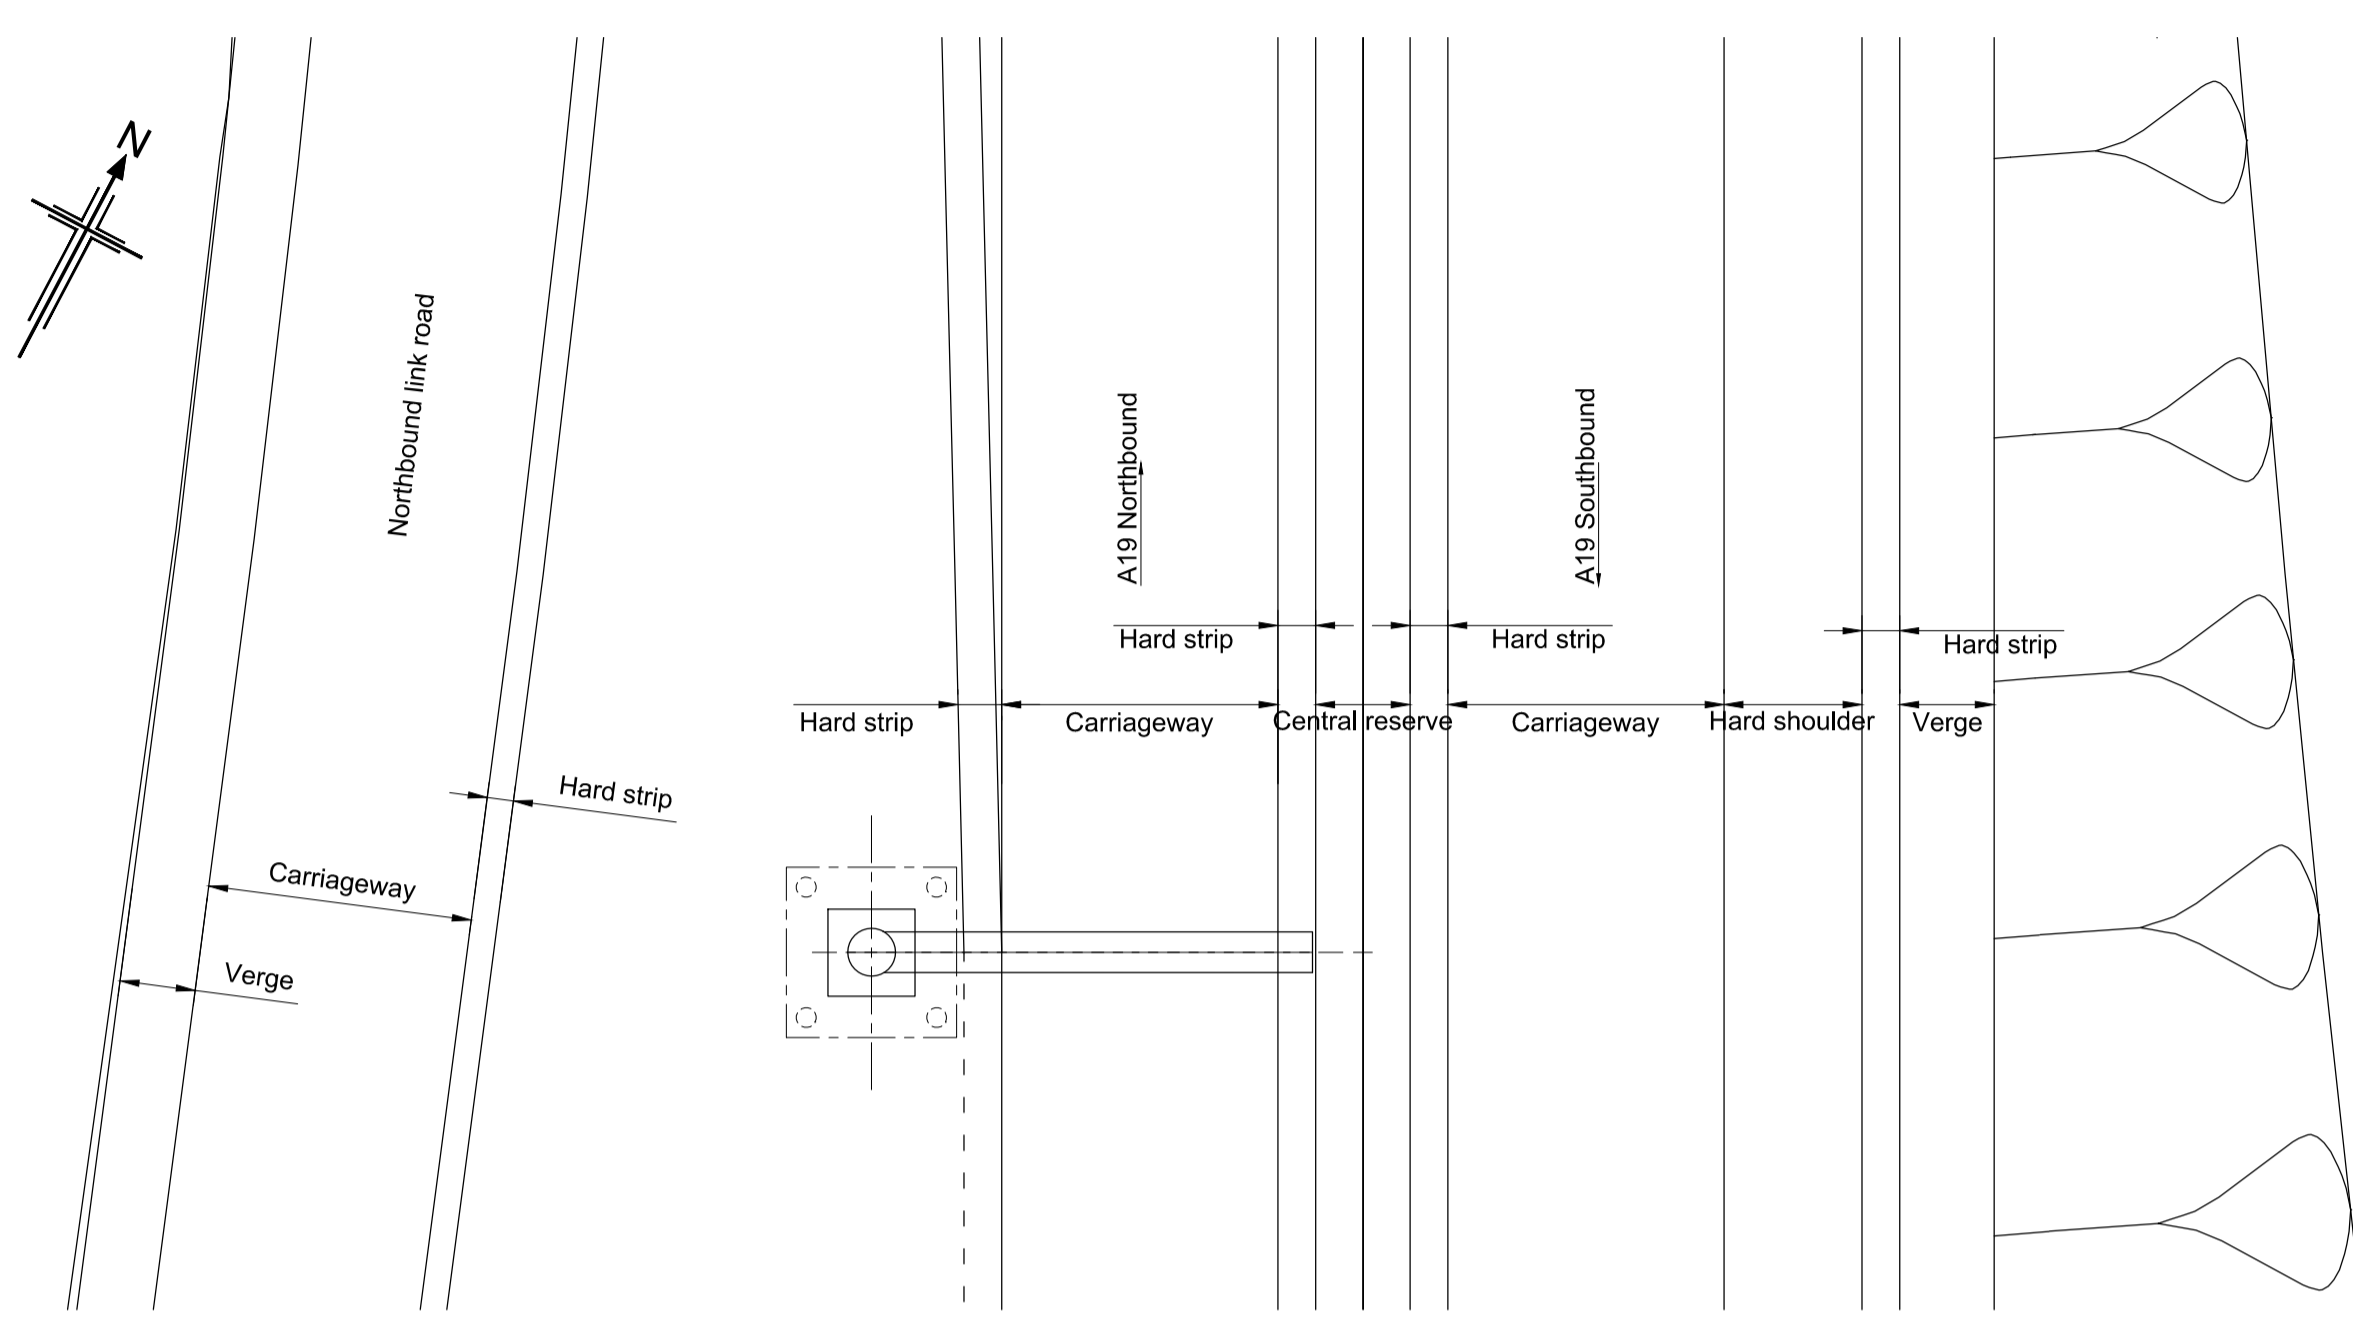 N
Northbound link road
A19 Northbound
A19 Southbound
Hard strip
Hard strip
Hard strip
Hard strip
Carriageway
Central reserve
Carriageway
Hard shoulder
Verge
Hard strip
Carriageway
Verge